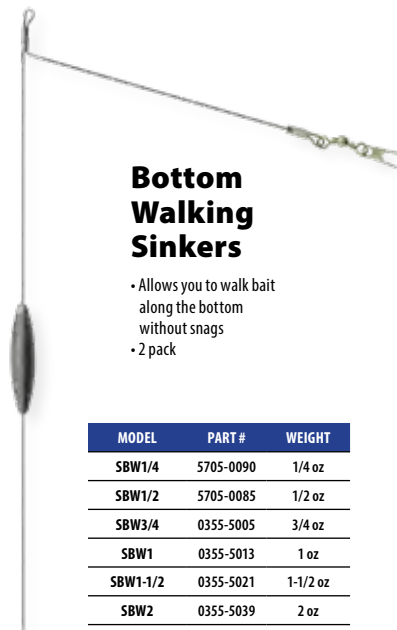 Bottom
Walking
Sinkers
• Allows you to walk bait
along the bottom
without snags
• 2 pack
MODEL PART # WEIGHT
SBW1/4 5705-0090 1/4 oz
SBW1/2 5705-0085 1/2 oz
SBW3/4 0355-5005 3/4 oz
SBW1 0355-5013 1 oz
SBW1-1/2 0355-5021 1-1/2 oz
SBW2 0355-5039 2 oz